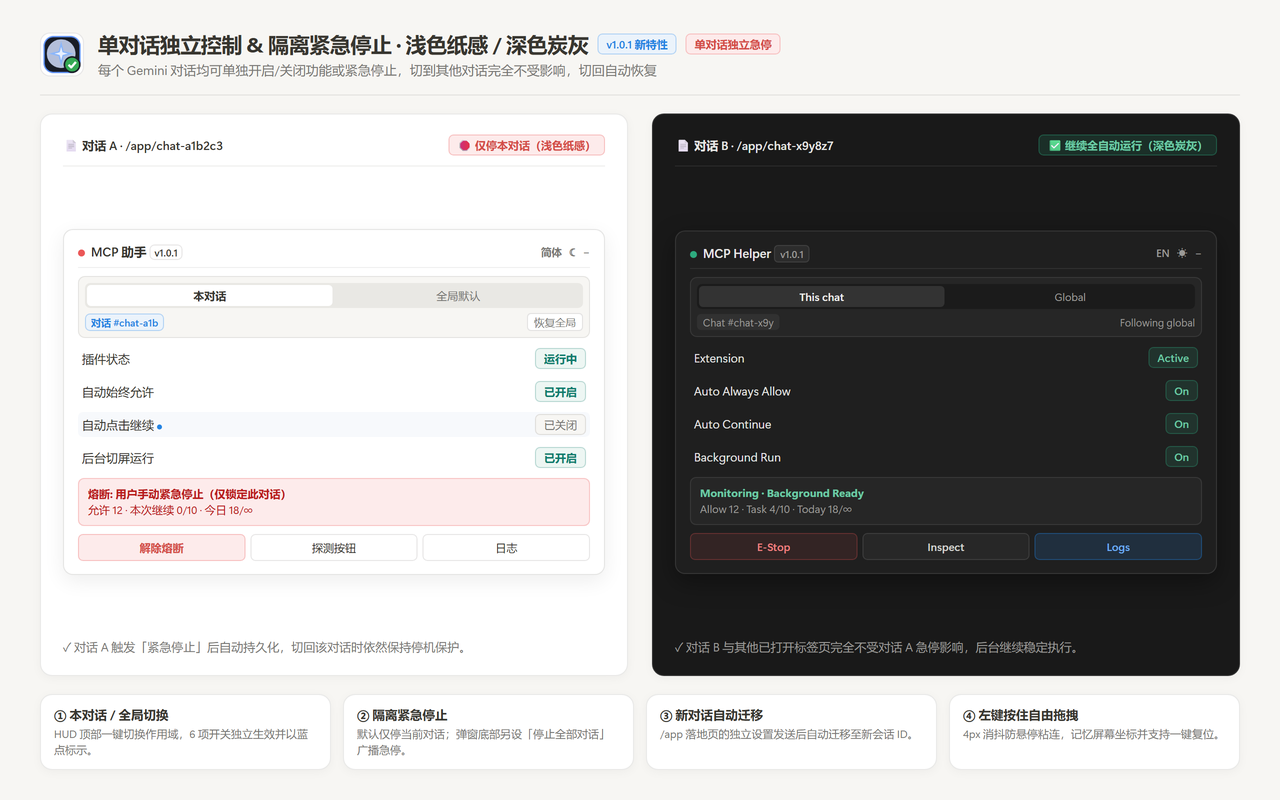 单对话独立控制 & 隔离紧急停止 · 浅色纸感 / 深色炭灰
v1.0.1 新特性
单对话独立急停
每个 Gemini 对话均可单独开启/关闭功能或紧急停止，切到其他对话完全不受影响，切回自动恢复
对话 A · /app/chat-a1b2c3
仅停本对话（浅色纸感）
MCP 助手 v1.0.1
简体
–
本对话
全局默认
对话 #chat-a1b
恢复全局
插件状态
运行中
自动始终允许
已开启
自动点击继续
已关闭
后台切屏运行
已开启
熔断: 用户手动紧急停止（仅锁定此对话）
允许 12 · 本次继续 0/10 · 今日 18/∞
解除熔断
探测按钮
日志
✓ 对话 A 触发「紧急停止」后自动持久化，切回该对话时依然保持停机保护。
对话 B · /app/chat-x9y8z7
✅ 继续全自动运行（深色炭灰）
MCP Helper v1.0.1
EN
–
This chat
Global
Chat #chat-x9y
Following global
Extension
Active
Auto Always Allow
On
Auto Continue
On
Background Run
On
Monitoring · Background Ready
Allow 12 · Task 4/10 · Today 18/∞
E-Stop
Inspect
Logs
✓ 对话 B 与其他已打开标签页完全不受对话 A 急停影响，后台继续稳定执行。
① 本对话 / 全局切换
HUD 顶部一键切换作用域，6 项开关独立生效并以蓝
点标示。
② 隔离紧急停止
默认仅停当前对话；弹窗底部另设「停止全部对话」
广播急停。
③ 新对话自动迁移
/app 落地页的独立设置发送后自动迁移至新会话 ID。
④ 左键按住自由拖拽
4px 消抖防悬停粘连，记忆屏幕坐标并支持一键复位。